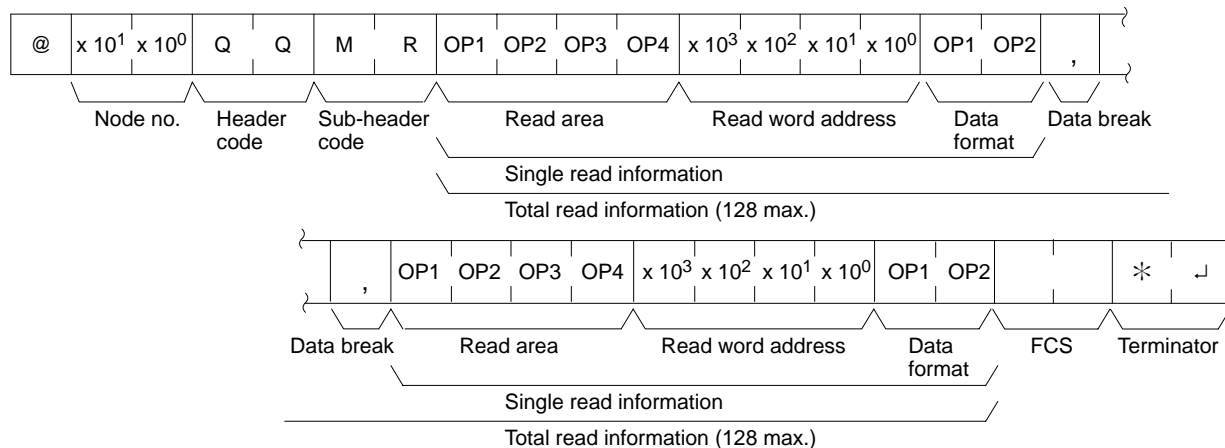 @ x 10¹ x 10⁰ Q Q M R OP1 OP2 OP3 OP4 x 10³ x 10² x 10¹ x 10⁰ OP1 OP2 ,
Node no. Header code Sub-header code Read area Read word address Data format Data break
Single read information
Total read information (128 max.)
, OP1 OP2 OP3 OP4 x 10³ x 10² x 10¹ x 10⁰ OP1 OP2 * ↵
Data break Read area Read word address Data format FCS Terminator
Single read information
Total read information (128 max.)